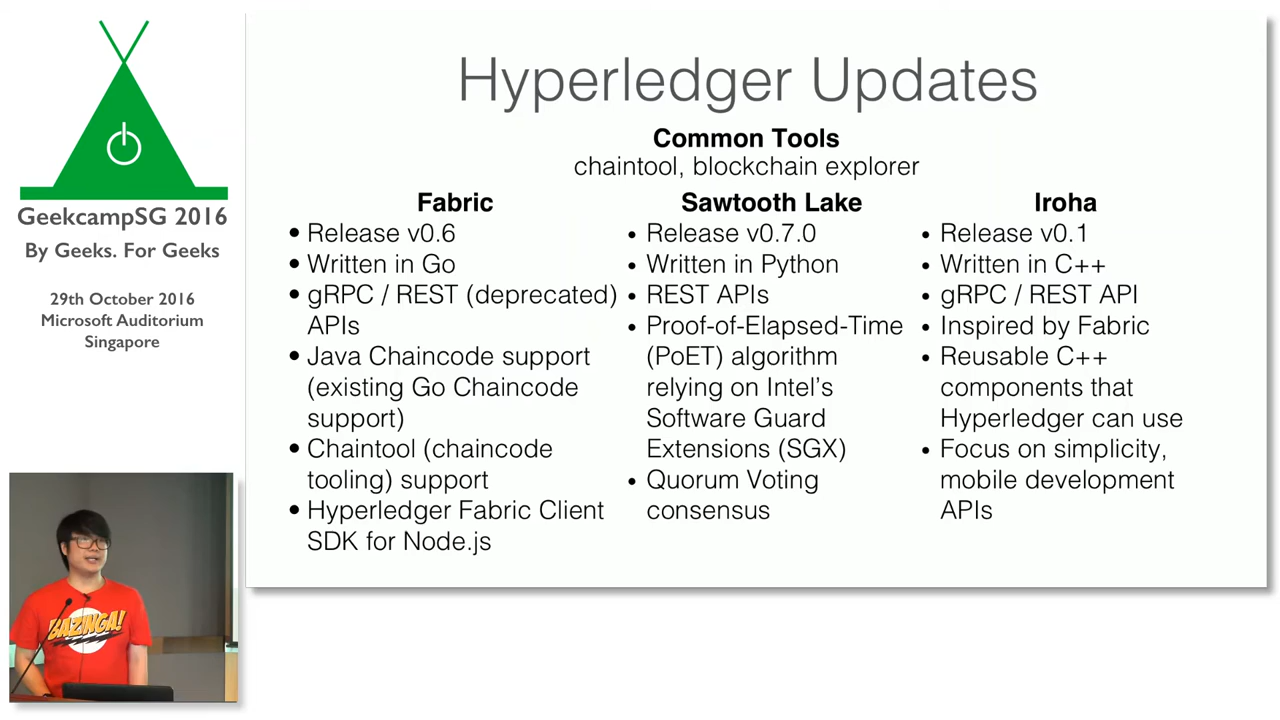 GeekcampSG 2016
By Geeks. For Geeks
29th October 2016
Microsoft Auditorium
Singapore
Hyperledger Updates
Common Tools
chaintool, blockchain explorer
Fabric
• Release v0.6
• Written in Go
• gRPC / REST (deprecated)
APIs
• Java Chaincode support
(existing Go Chaincode
support)
• Chaintool (chaincode
tooling) support
• Hyperledger Fabric Client
SDK for Node.js
Sawtooth Lake
• Release v0.7.0
• Written in Python
• REST APIs
• Proof-of-Elapsed-Time
(PoET) algorithm
relying on Intel's
Software Guard
Extensions (SGX)
• Quorum Voting
consensus
Iroha
• Release v0.1
• Written in C++
• gRPC / REST API
• Inspired by Fabric
• Reusable C++
components that
Hyperledger can use
• Focus on simplicity,
mobile development
APIs
BAZINGA!